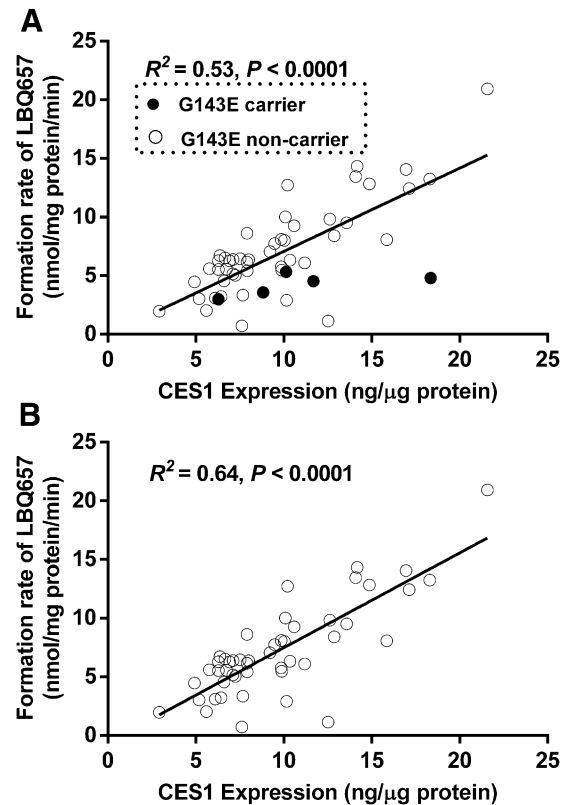 A
Formation rate of LBQ657
(nmol/mg protein/min)
25
20
15
10
5
0
R² = 0.53, P < 0.0001
G143E carrier
G143E non-carrier
0 5 10 15 20 25
CES1 Expression (ng/μg protein)
B
Formation rate of LBQ657
(nmol/mg protein/min)
25
20
15
10
5
0
R² = 0.64, P < 0.0001
0 5 10 15 20 25
CES1 Expression (ng/μg protein)